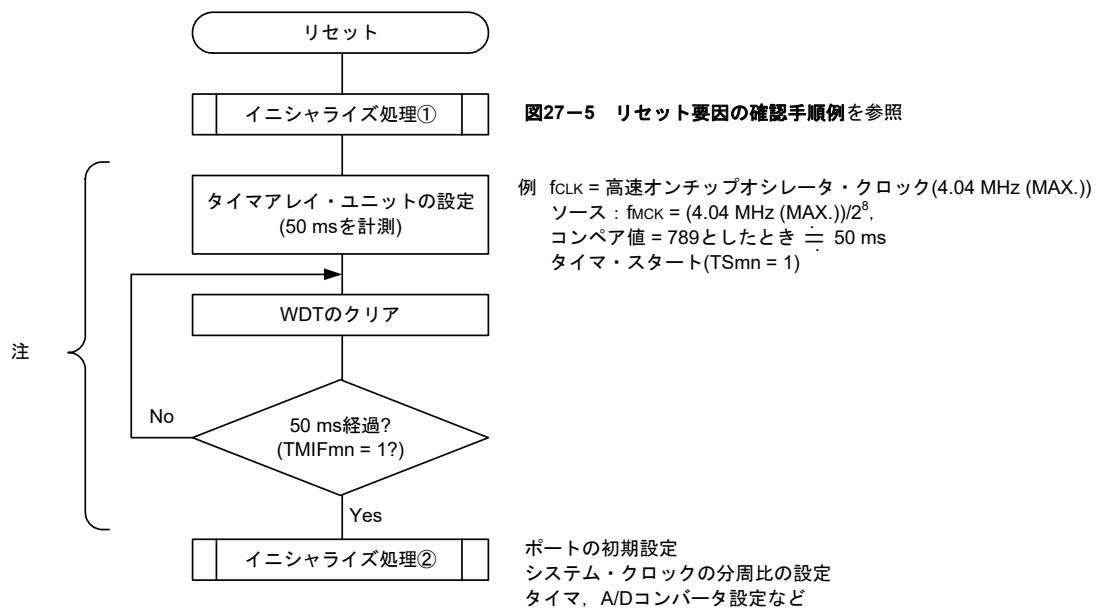 リセット
イニシャライズ処理①
図27－5　リセット要因の確認手順例を参照
タイマアレイ・ユニットの設定
(50 msを計測)
例 fCLK = 高速オンチップオシレータ・クロック(4.04 MHz (MAX.))
ソース : fMCK = (4.04 MHz (MAX.))/2⁸,
コンペア値 = 789としたとき ≒ 50 ms
タイマ・スタート(TSmn = 1)
WDTのクリア
注
No
50 ms経過?
(TMIFmn = 1?)
Yes
イニシャライズ処理②
ポートの初期設定
システム・クロックの分周比の設定
タイマ，A/Dコンバータ設定など